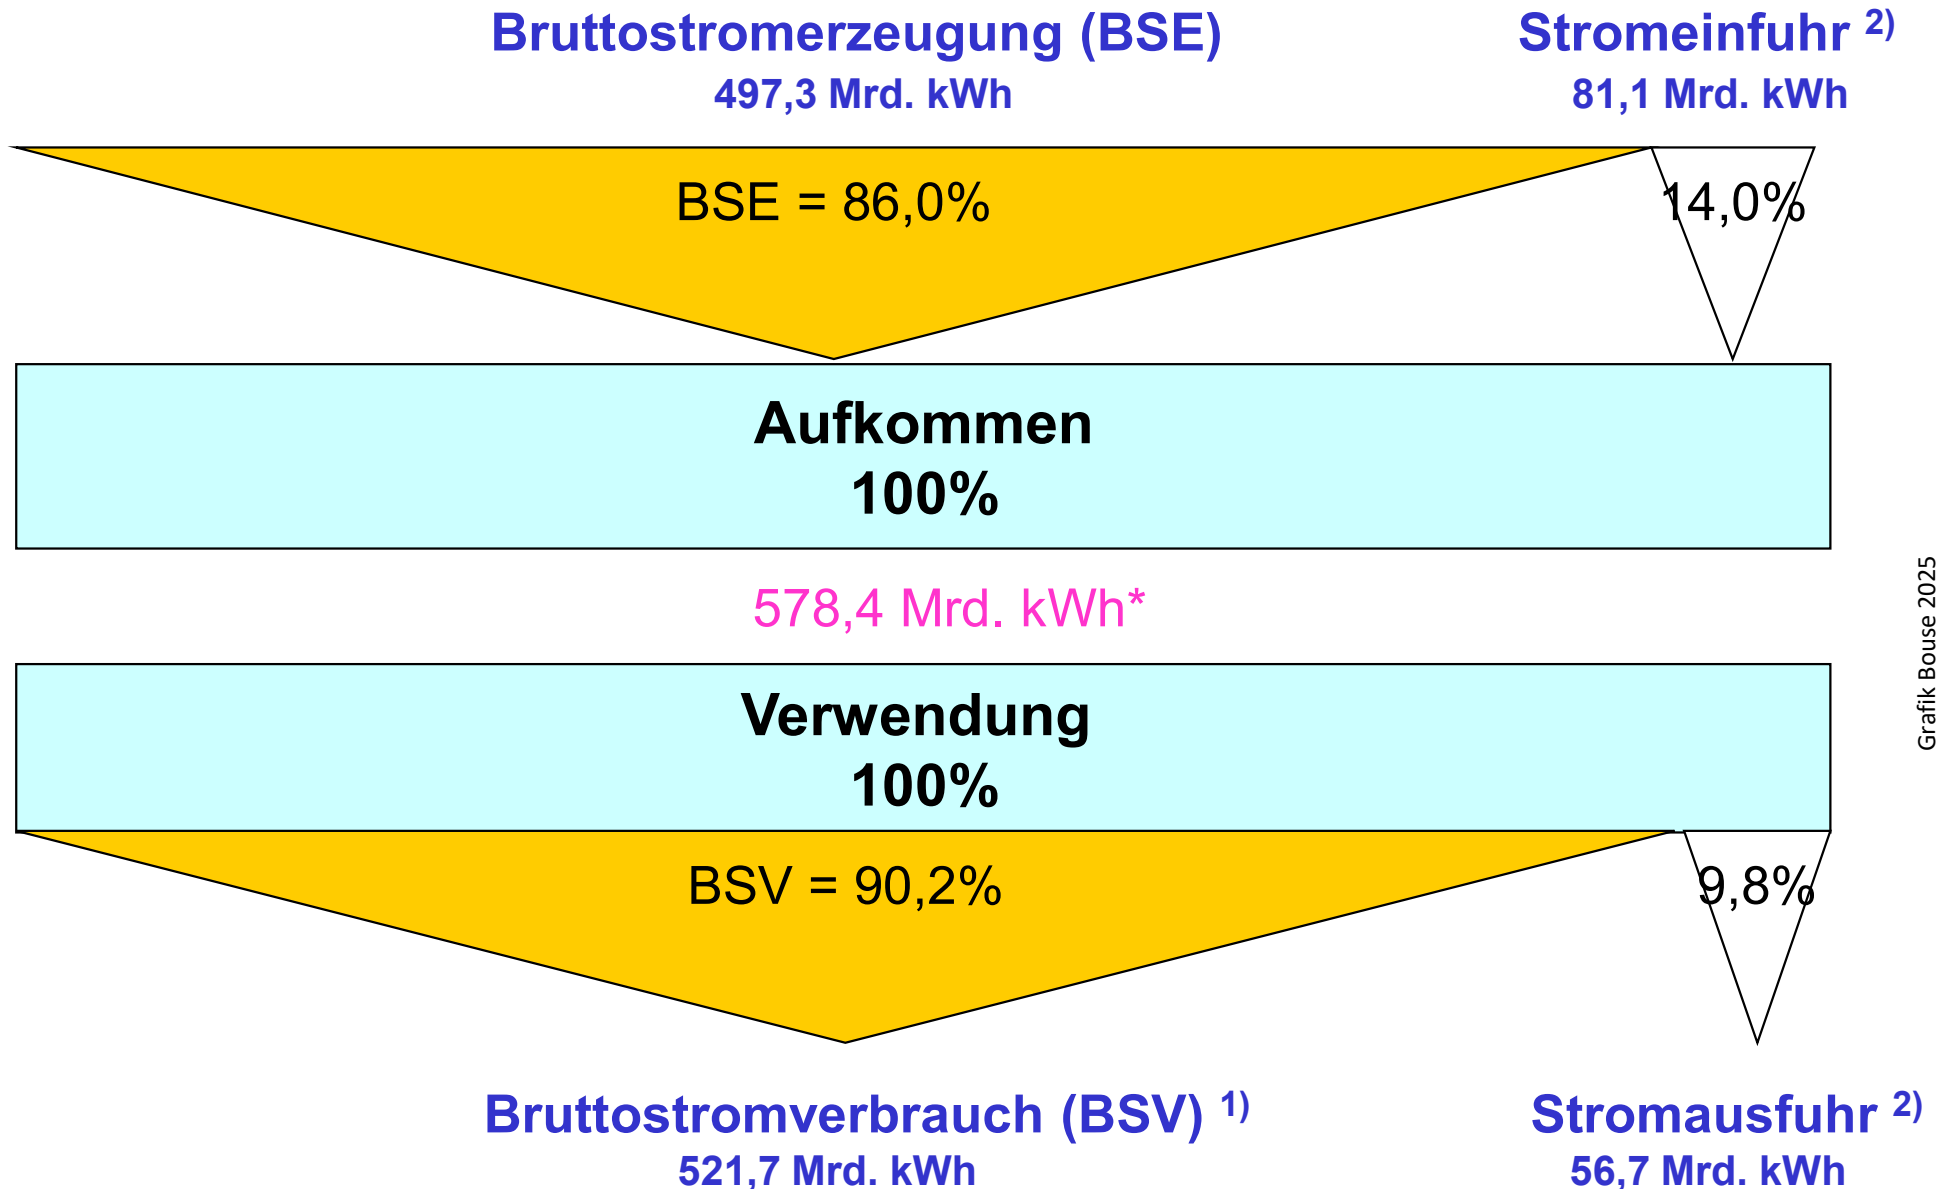 Bruttostromerzeugung (BSE)
497,3 Mrd. kWh
Stromeinfuhr 2)
81,1 Mrd. kWh
BSE = 86,0%
14,0%
Aufkommen
100%
578,4 Mrd. kWh*
Verwendung
100%
BSV = 90,2%
9,8%
Bruttostromverbrauch (BSV) 1)
521,7 Mrd. kWh
Stromausfuhr 2)
56,7 Mrd. kWh
Grafik Bouse 2025